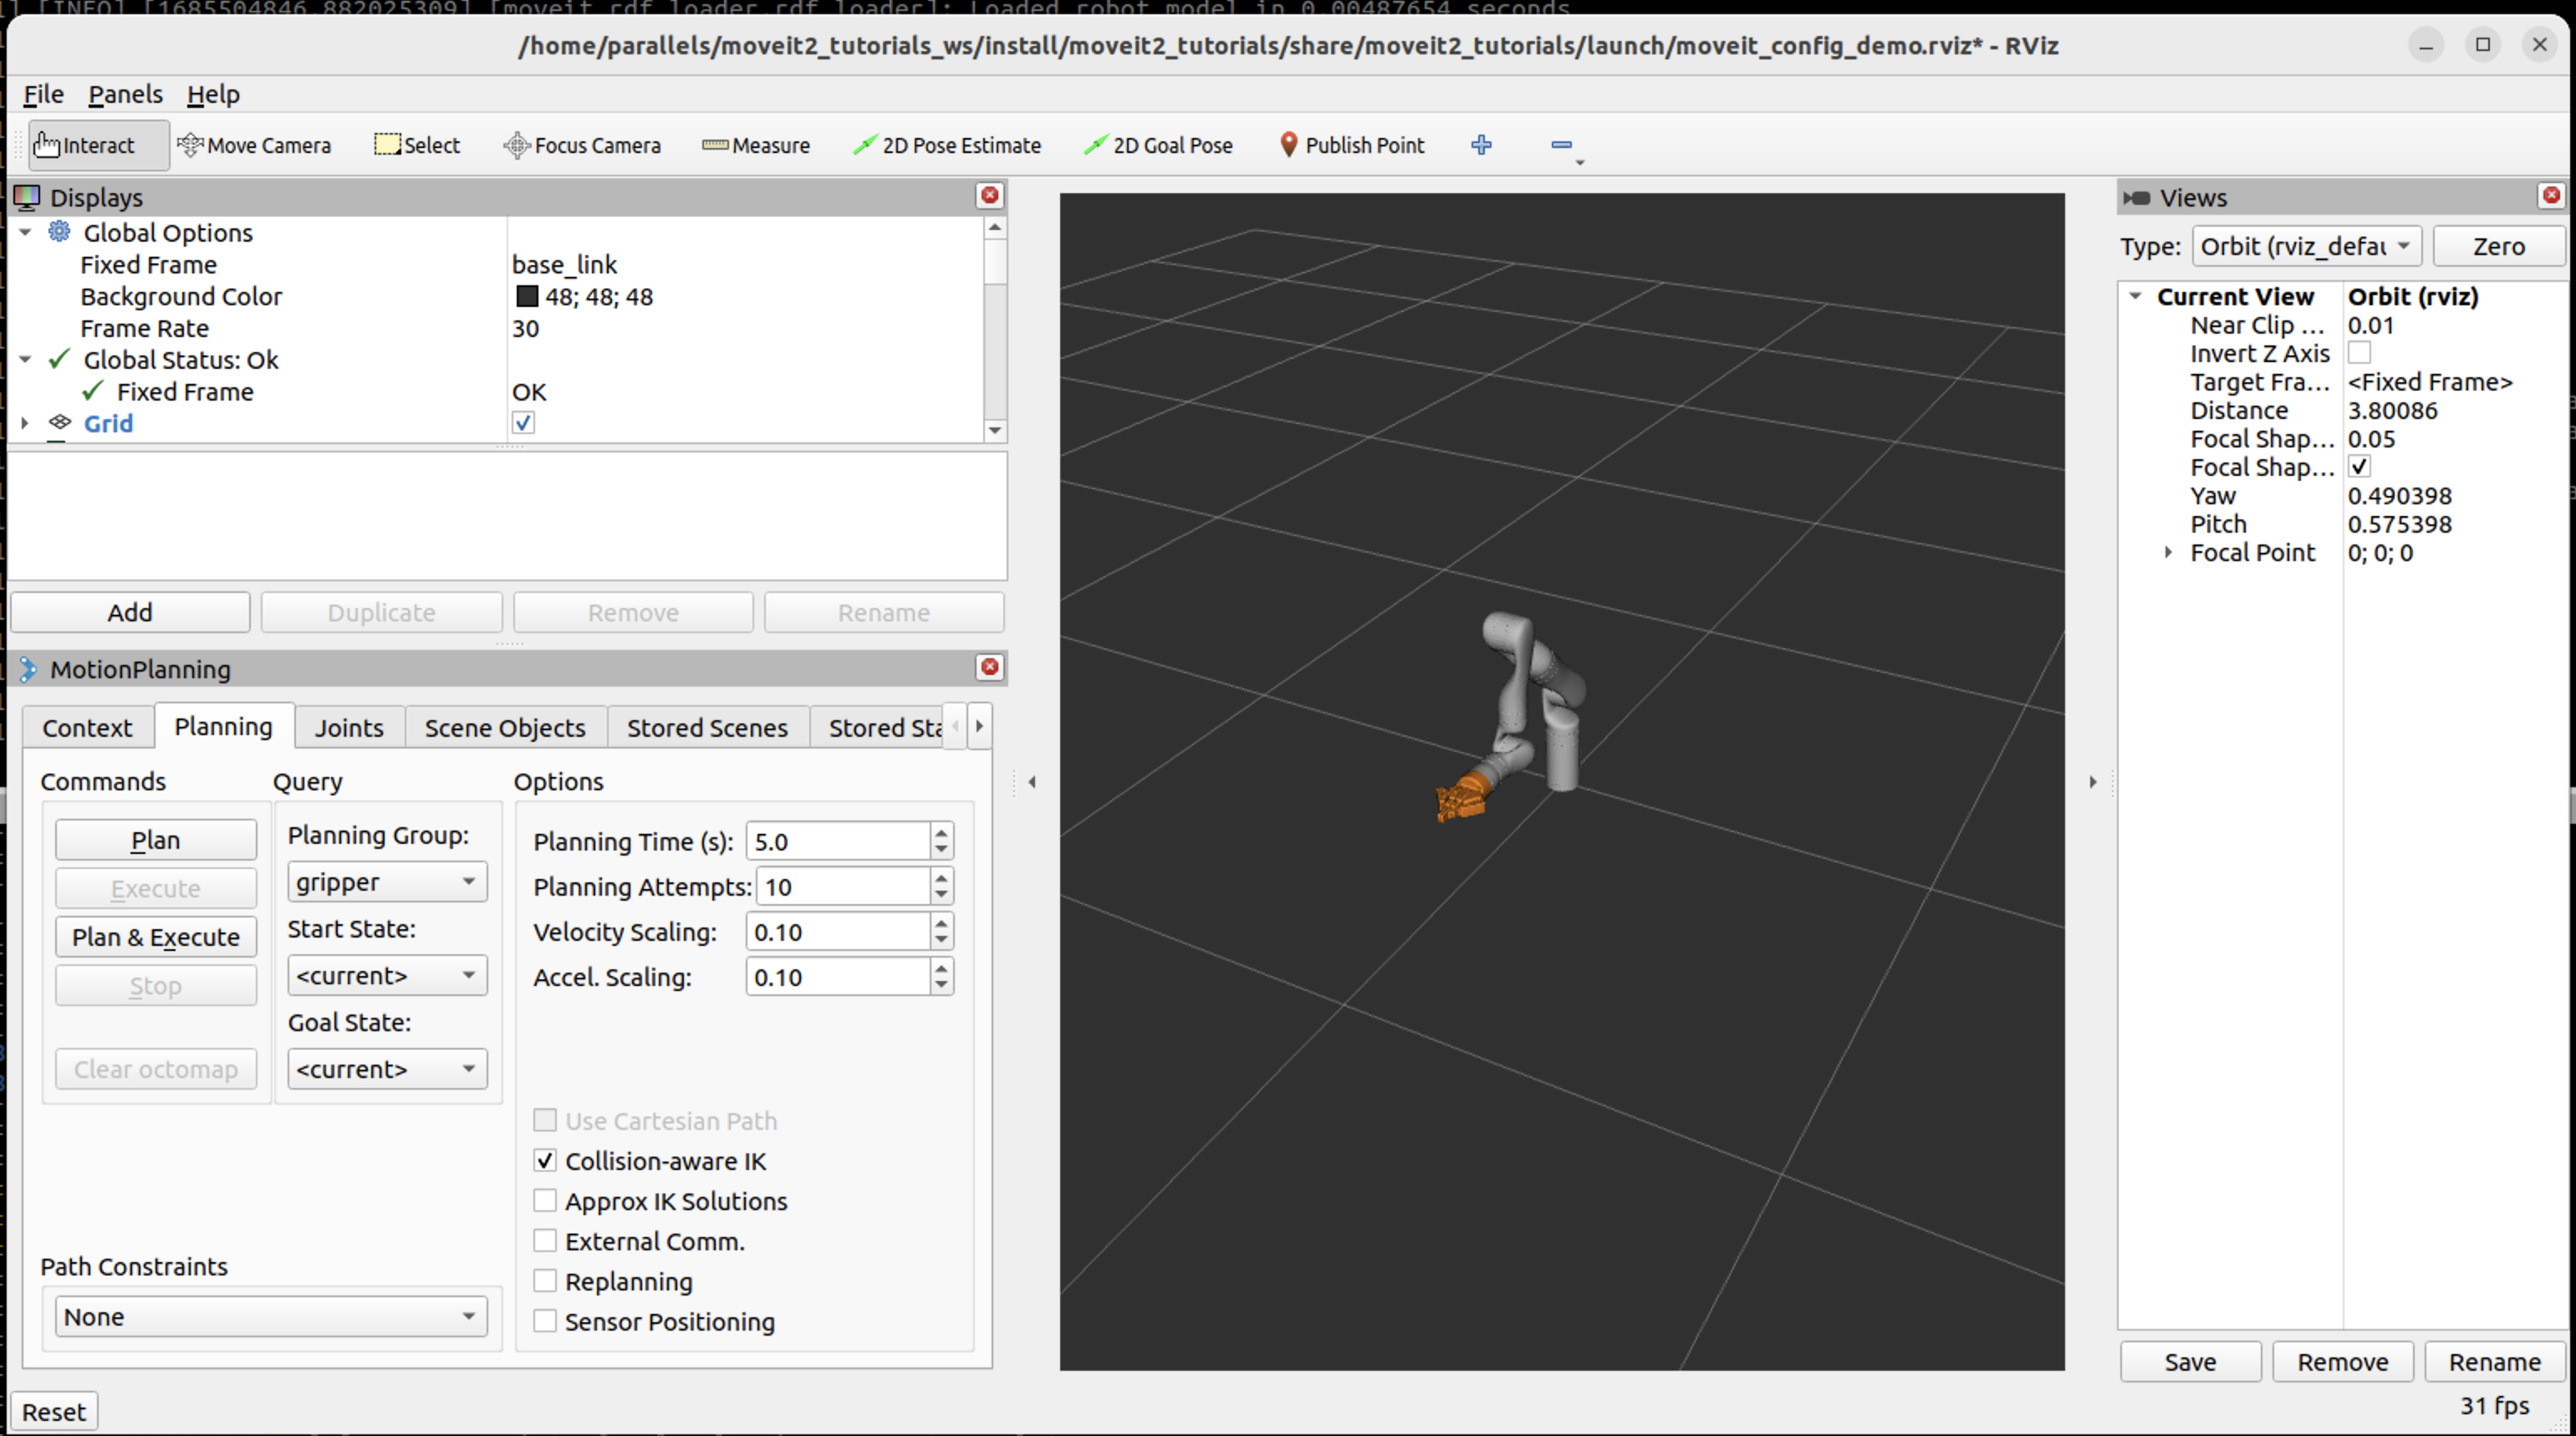 [INFO] [1685504846.882025309] [moveit_rdf_loader.rdf_loader]: Loaded robot model in 0.00487654 seconds
/home/parallels/moveit2_tutorials_ws/install/moveit2_tutorials/share/moveit2_tutorials/launch/moveit_config_demo.rviz* - RViz
File Panels Help
Interact Move Camera Select Focus Camera Measure 2D Pose Estimate 2D Goal Pose Publish Point
Displays
Global Options
Fixed Frame base_link
Background Color 48; 48; 48
Frame Rate 30
Global Status: Ok
Fixed Frame OK
Grid
Add Duplicate Remove Rename
MotionPlanning
Context Planning Joints Scene Objects Stored Scenes Stored Sta
Commands
Plan
Execute
Plan & Execute
Stop
Clear octomap
Query
Planning Group:
gripper
Start State:
<current>
Goal State:
<current>
Path Constraints
None
Options
Planning Time (s): 5.0
Planning Attempts: 10
Velocity Scaling: 0.10
Accel. Scaling: 0.10
Use Cartesian Path
Collision-aware IK
Approx IK Solutions
External Comm.
Replanning
Sensor Positioning
Reset
Views
Type: Orbit (rviz_defau Zero
Current View Orbit (rviz)
Near Clip ... 0.01
Invert Z Axis
Target Fra... <Fixed Frame>
Distance 3.80086
Focal Shap... 0.05
Focal Shap...
Yaw 0.490398
Pitch 0.575398
Focal Point 0; 0; 0
Save Remove Rename
31 fps